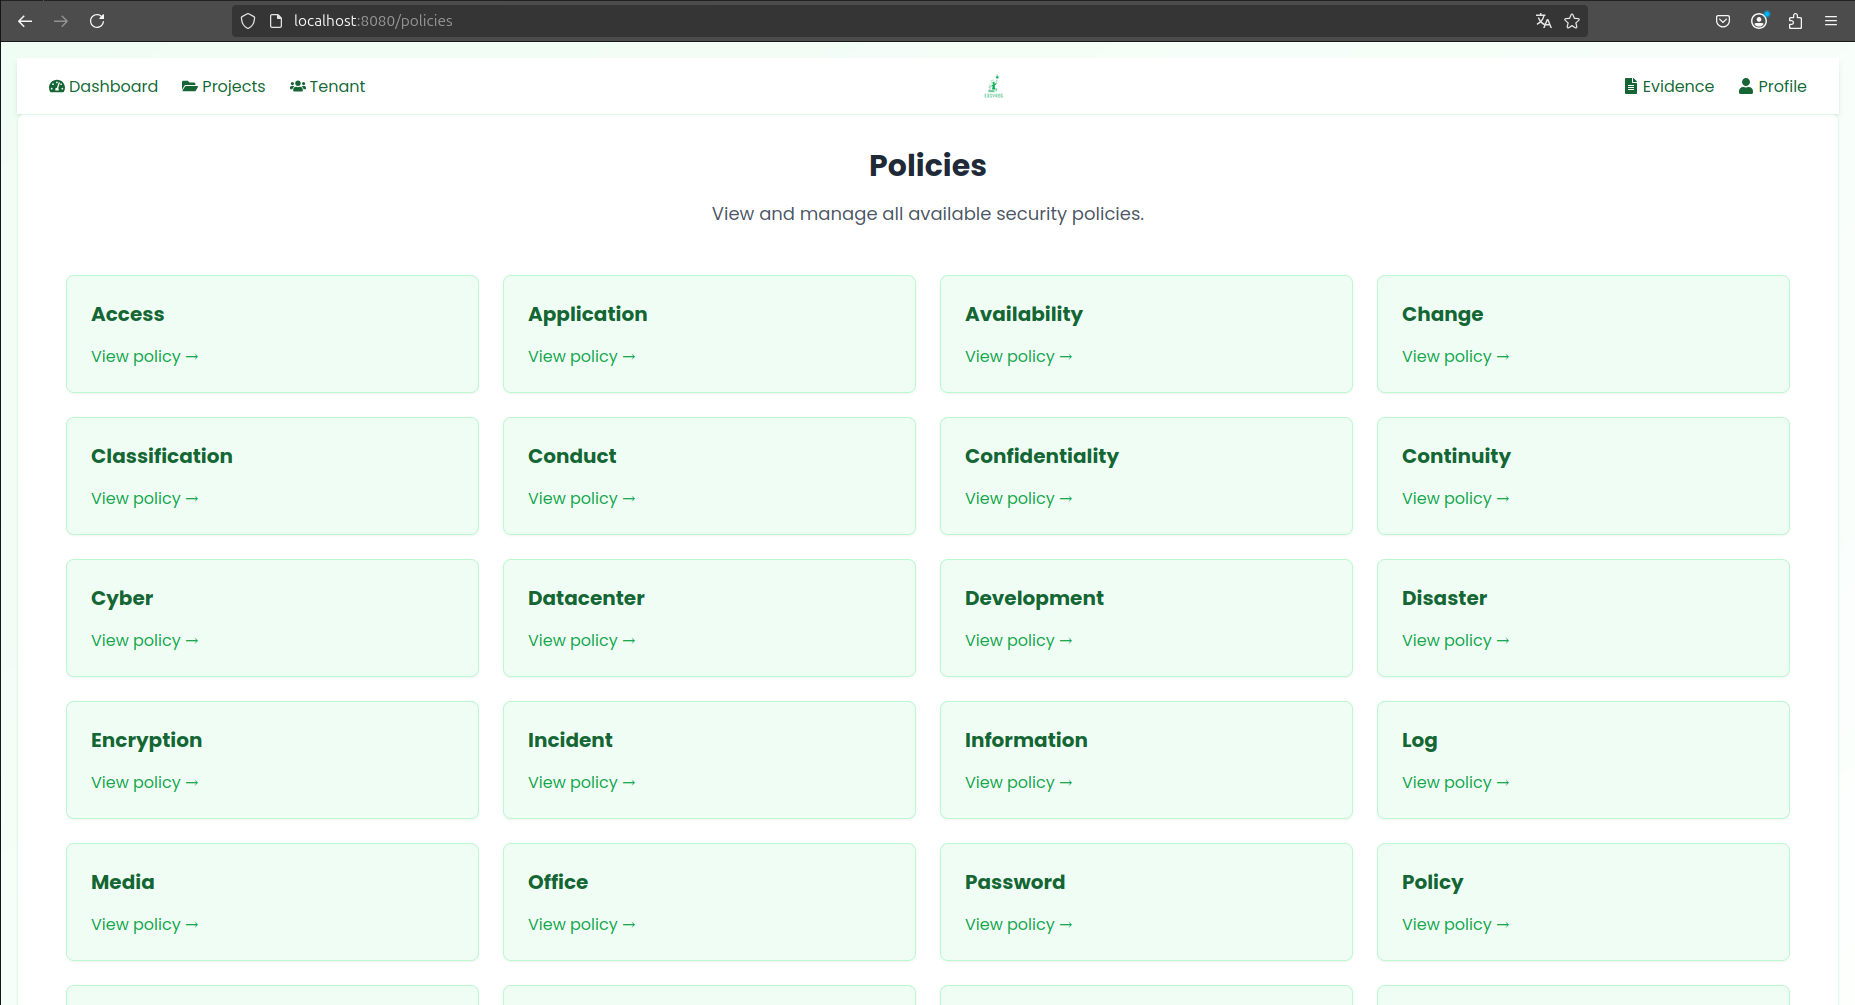 localhost:8080/policies
Dashboard Projects Tenant Evidence Profile
Policies
View and manage all available security policies.
Access Application Availability Change
View policy → View policy → View policy → View policy →
Classification Conduct Confidentiality Continuity
View policy → View policy → View policy → View policy →
Cyber Datacenter Development Disaster
View policy → View policy → View policy → View policy →
Encryption Incident Information Log
View policy → View policy → View policy → View policy →
Media Office Password Policy
View policy → View policy → View policy → View policy →